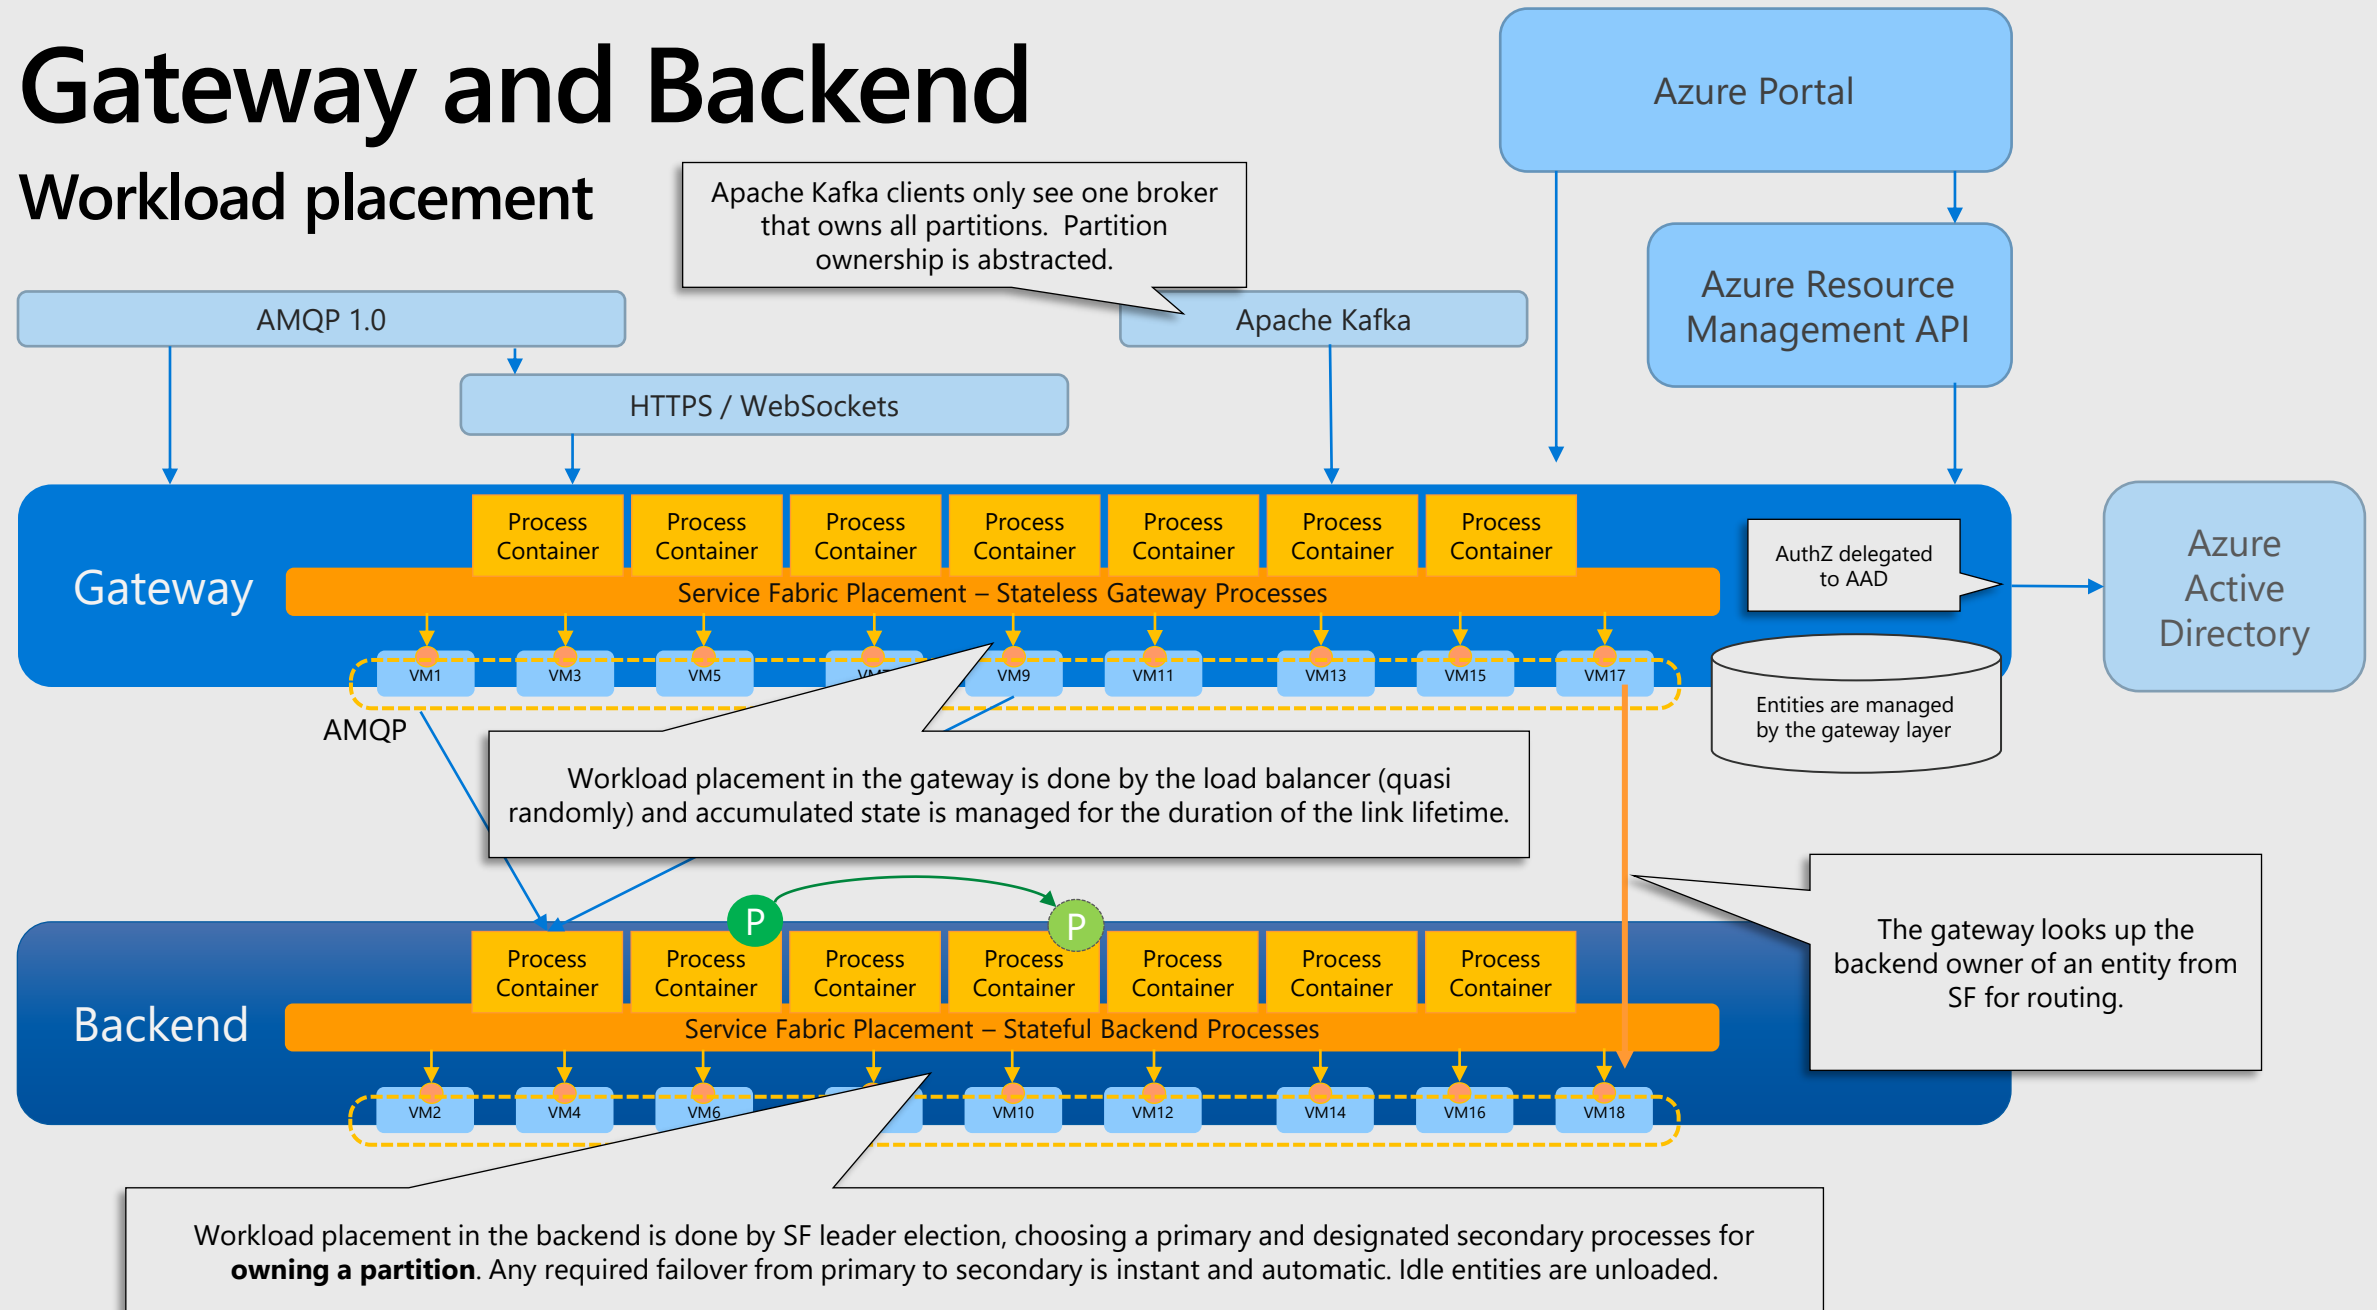 Gateway and Backend
Workload placement
Azure Portal
Apache Kafka clients only see one broker
that owns all partitions. Partition
ownership is abstracted.
Azure Resource
Management API
AMQP 1.0
Apache Kafka
HTTPS / WebSockets
Gateway
Process
Container
Process
Container
Process
Container
Process
Container
Process
Container
Process
Container
Process
Container
Service Fabric Placement – Stateless Gateway Processes
AuthZ delegated
to AAD
Azure
Active
Directory
VM1
VM3
VM5
VM9
VM11
VM13
VM15
VM17
Entities are managed
by the gateway layer
AMQP
Workload placement in the gateway is done by the load balancer (quasi
randomly) and accumulated state is managed for the duration of the link lifetime.
P
P
The gateway looks up the
backend owner of an entity from
SF for routing.
Backend
Process
Container
Process
Container
Process
Container
Process
Container
Process
Container
Process
Container
Process
Container
Service Fabric Placement – Stateful Backend Processes
VM2
VM4
VM6
VM10
VM12
VM14
VM16
VM18
Workload placement in the backend is done by SF leader election, choosing a primary and designated secondary processes for
owning a partition. Any required failover from primary to secondary is instant and automatic. Idle entities are unloaded.